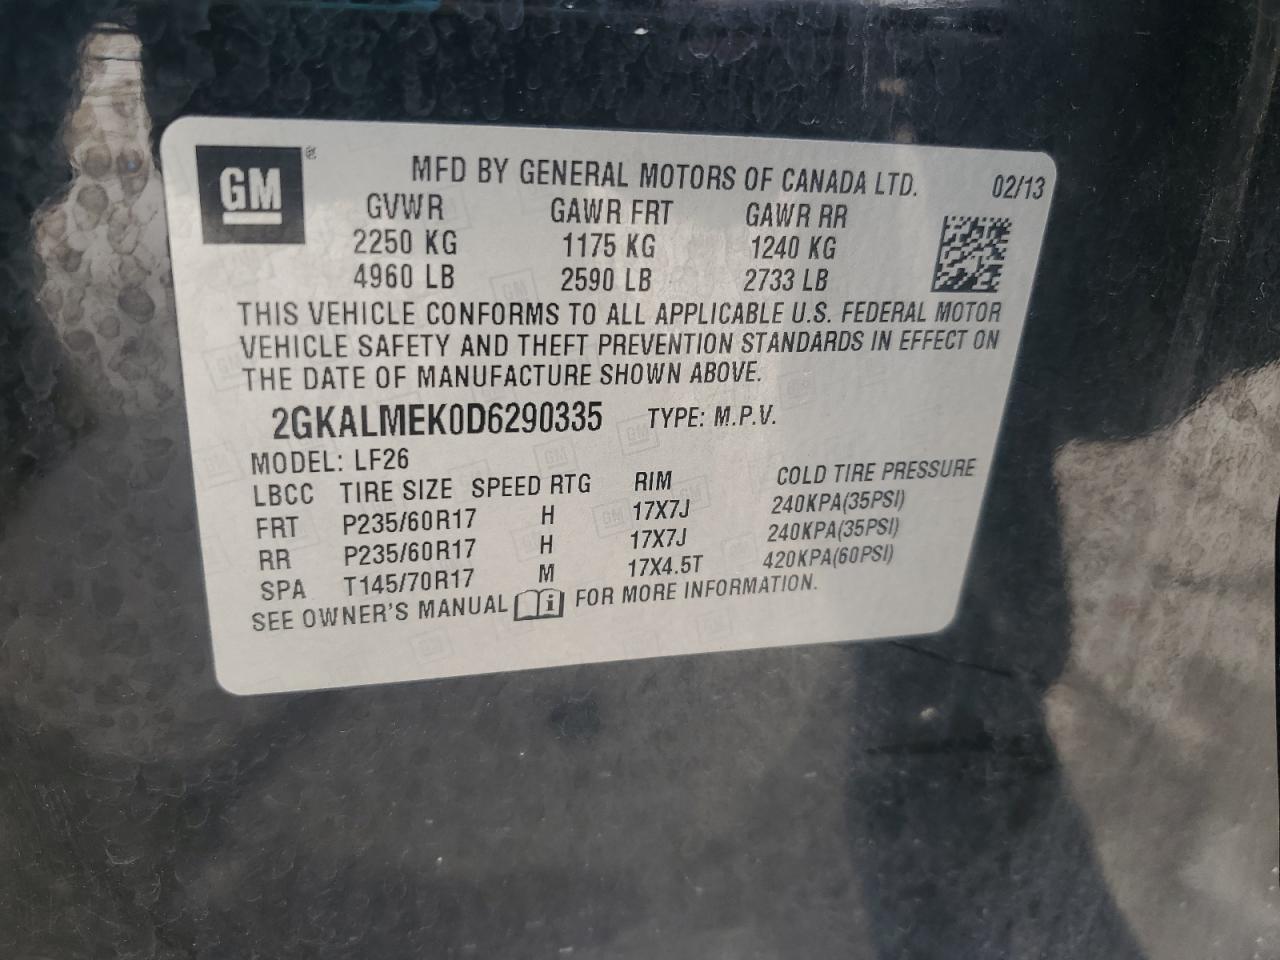 GM ®
MFD BY GENERAL MOTORS OF CANADA LTD. 02/13
GVWR GAWR FRT GAWR RR
2250 KG 1175 KG 1240 KG
4960 LB 2590 LB 2733 LB
THIS VEHICLE CONFORMS TO ALL APPLICABLE U.S. FEDERAL MOTOR
VEHICLE SAFETY AND THEFT PREVENTION STANDARDS IN EFFECT ON
THE DATE OF MANUFACTURE SHOWN ABOVE.
2GKALMEK0D6290335 TYPE: M.P.V.
MODEL: LF26
LBCC TIRE SIZE SPEED RTG RIM COLD TIRE PRESSURE
FRT P235/60R17 H 17X7J 240KPA(35PSI)
RR P235/60R17 H 17X7J 240KPA(35PSI)
SPA T145/70R17 M 17X4.5T 420KPA(60PSI)
SEE OWNER'S MANUAL i FOR MORE INFORMATION.